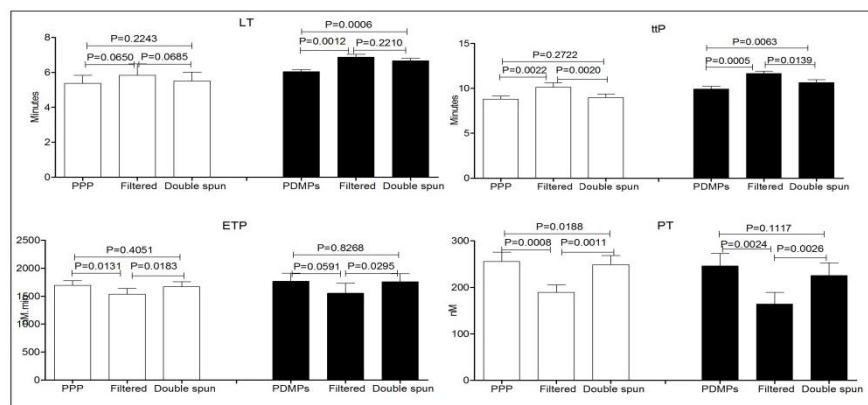 LT
P=0.2243
P=0.0650 P=0.0685
P=0.0006
P=0.0012 P=0.2210
Minutes
8
6
4
2
0
PPP Filtered Double spun PDMPs Filtered Double spun
ttP
P=0.2722
P=0.0022 P=0.0020
P=0.0063
P=0.0005 P=0.0139
Minutes
15
10
5
0
PPP Filtered Double spun PDMPs Filtered Double spun
ETP
P=0.4051
P=0.0131 P=0.0183
P=0.8268
P=0.0591 P=0.0295
2500
2000
1500
1000
500
0
PPP Filtered Double spun PDMPs Filtered Double spun
PT
P=0.0188
P=0.0008 P=0.0011
P=0.1117
P=0.0024 P=0.0026
nM
300
200
100
0
PPP Filtered Double spun PDMPs Filtered Double spun